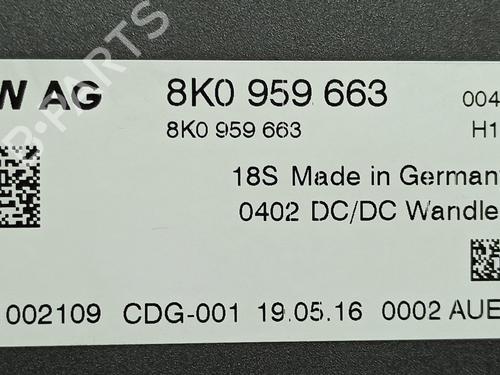 W AG 8K0 959 663 004
8K0 959 663 H1
18S Made in German
0402 DC/DC Wandle
002109 CDG-001 19.05.16 0002 AUE
B-PARTS